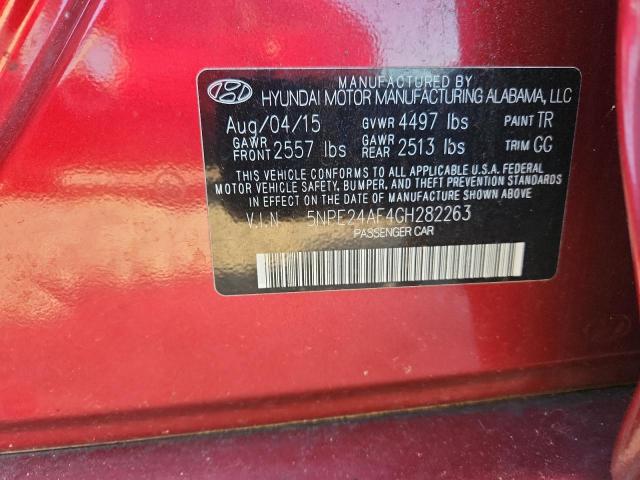 MANUFACTURED BY
HYUNDAI MOTOR MANUFACTURING ALABAMA, LLC
Aug/04/15 GVWR 4497 lbs PAINT TR
GAWR FRONT 2557 lbs GAWR REAR 2513 lbs TRIM GG
THIS VEHICLE CONFORMS TO ALL APPLICABLE U.S.A. FEDERAL
MOTOR VEHICLE SAFETY, BUMPER, AND THEFT PREVENTION STANDARDS
IN EFFECT ON THE DATE OF MANUFACTURE SHOWN ABOVE.
V.I.N 5NPE24AF4GH282263
PASSENGER CAR